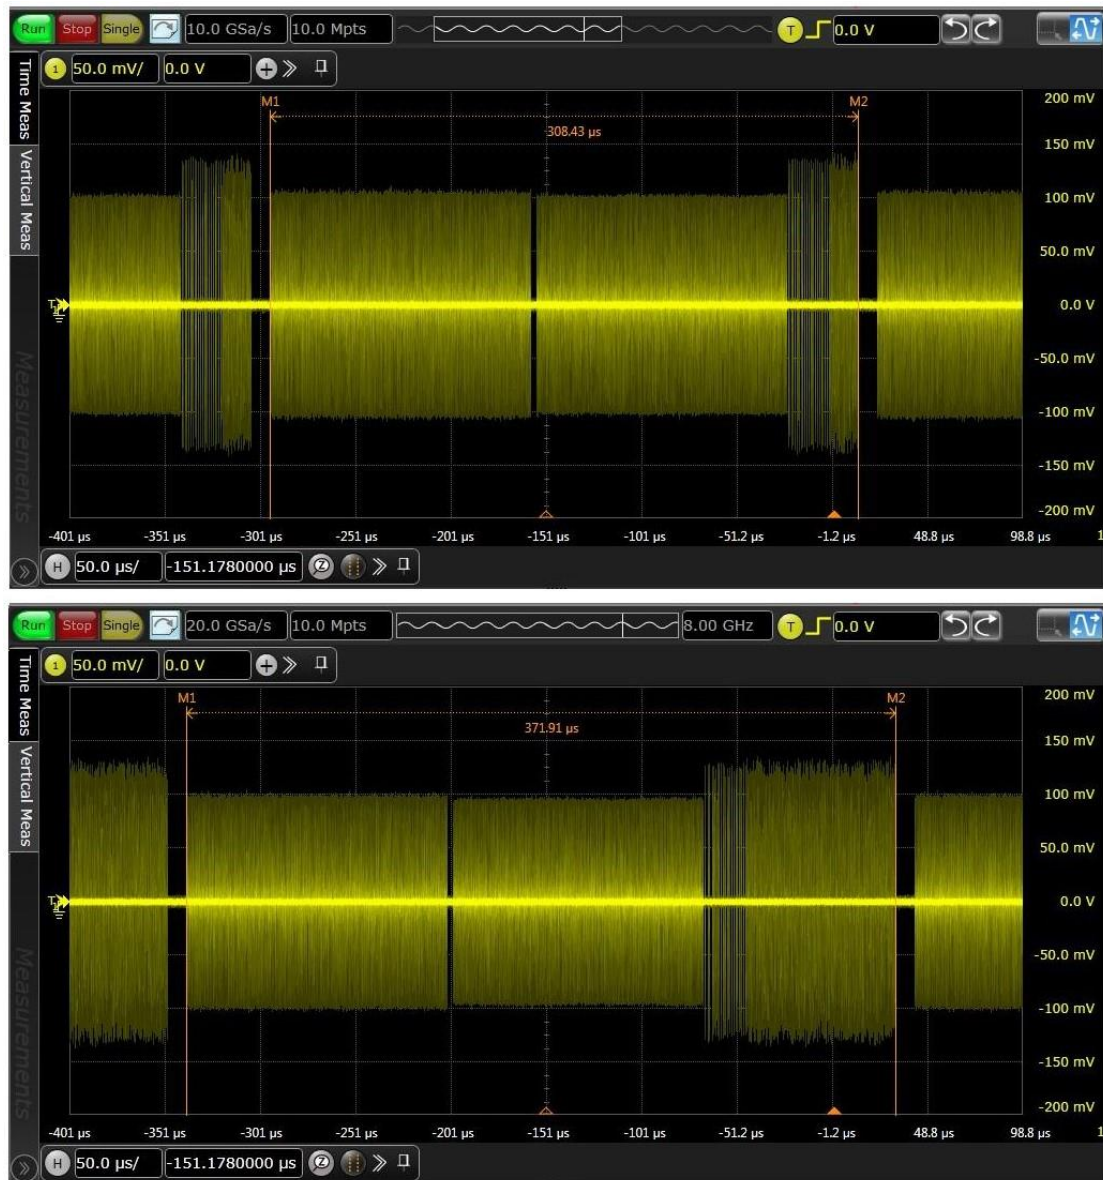 Run Stop Single 10.0 GSa/s 10.0 Mpts T 0.0 V
Time Meas
Vertical Meas
Measurements
1 50.0 mV/ 0.0 V
M1 M2
308.43 µs
200 mV
150 mV
100 mV
50.0 mV
0.0 V
-50.0 mV
-100 mV
-150 mV
-200 mV
-401 µs -351 µs -301 µs -251 µs -201 µs -151 µs -101 µs -51.2 µs -1.2 µs 48.8 µs 98.8 µs 1
H 50.0 µs/ -151.1780000 µs Z
Run Stop Single 20.0 GSa/s 10.0 Mpts 8.00 GHz T 0.0 V
Time Meas
Vertical Meas
Measurements
1 50.0 mV/ 0.0 V
M1 M2
371.91 µs
200 mV
150 mV
100 mV
50.0 mV
0.0 V
-50.0 mV
-100 mV
-150 mV
-200 mV
-401 µs -351 µs -301 µs -251 µs -201 µs -151 µs -101 µs -51.2 µs -1.2 µs 48.8 µs 98.8 µs 1
H 50.0 µs/ -151.1780000 µs Z